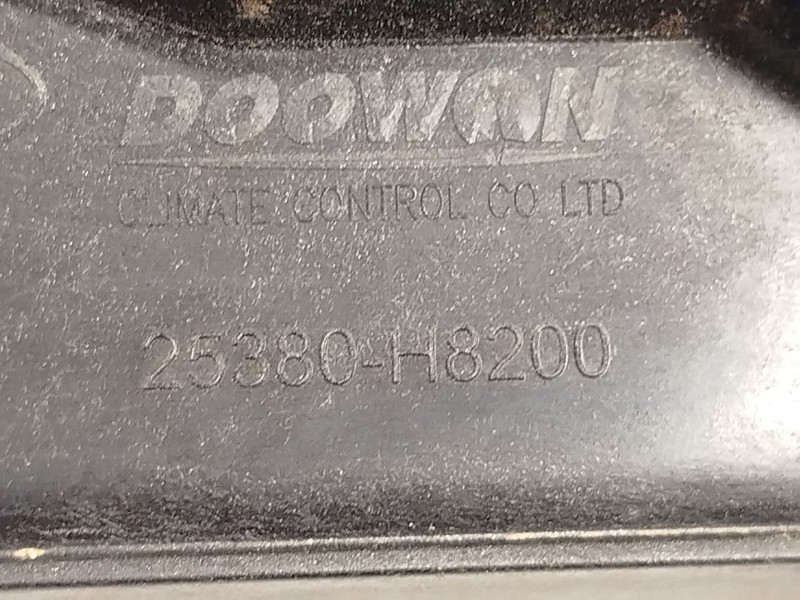 DOOWON
CLIMATE CONTROL CO LTD
25380-H8200